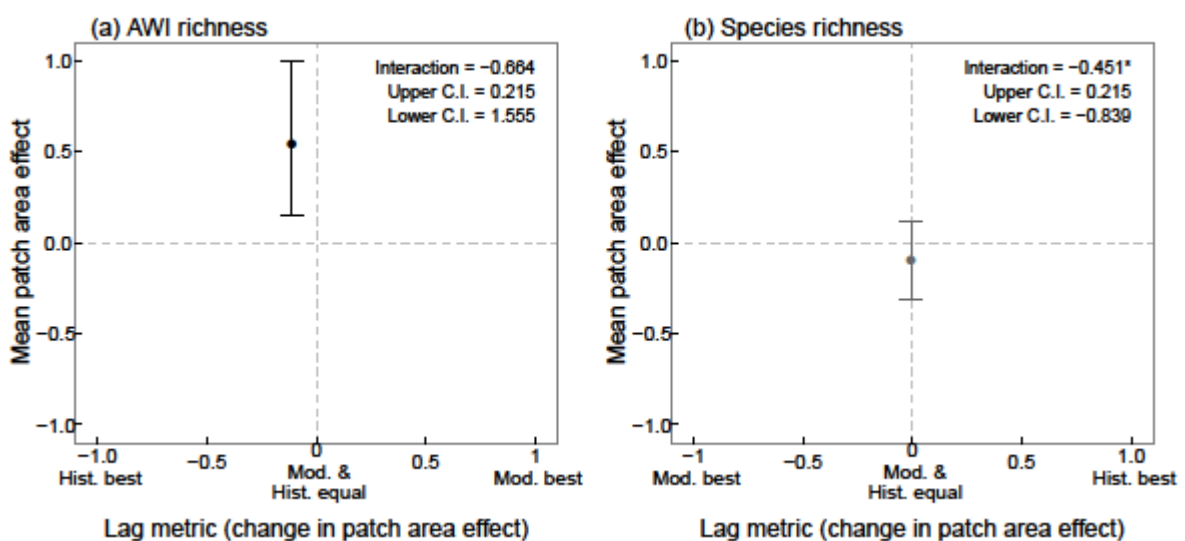 (a) AWI richness
Interaction = −0.664
Upper C.I. = 0.215
Lower C.I. = 1.555
Mean patch area effect
1.0
0.5
0.0
−0.5
−1.0
−1.0
−0.5
0
0.5
1
Hist. best
Mod. &
Hist. equal
Mod. best
Lag metric (change in patch area effect)
(b) Species richness
Interaction = −0.451*
Upper C.I. = 0.215
Lower C.I. = −0.839
Mean patch area effect
1.0
0.5
0.0
−0.5
−1.0
−1
−0.5
0
0.5
1.0
Mod. best
Mod. &
Hist. equal
Hist. best
Lag metric (change in patch area effect)